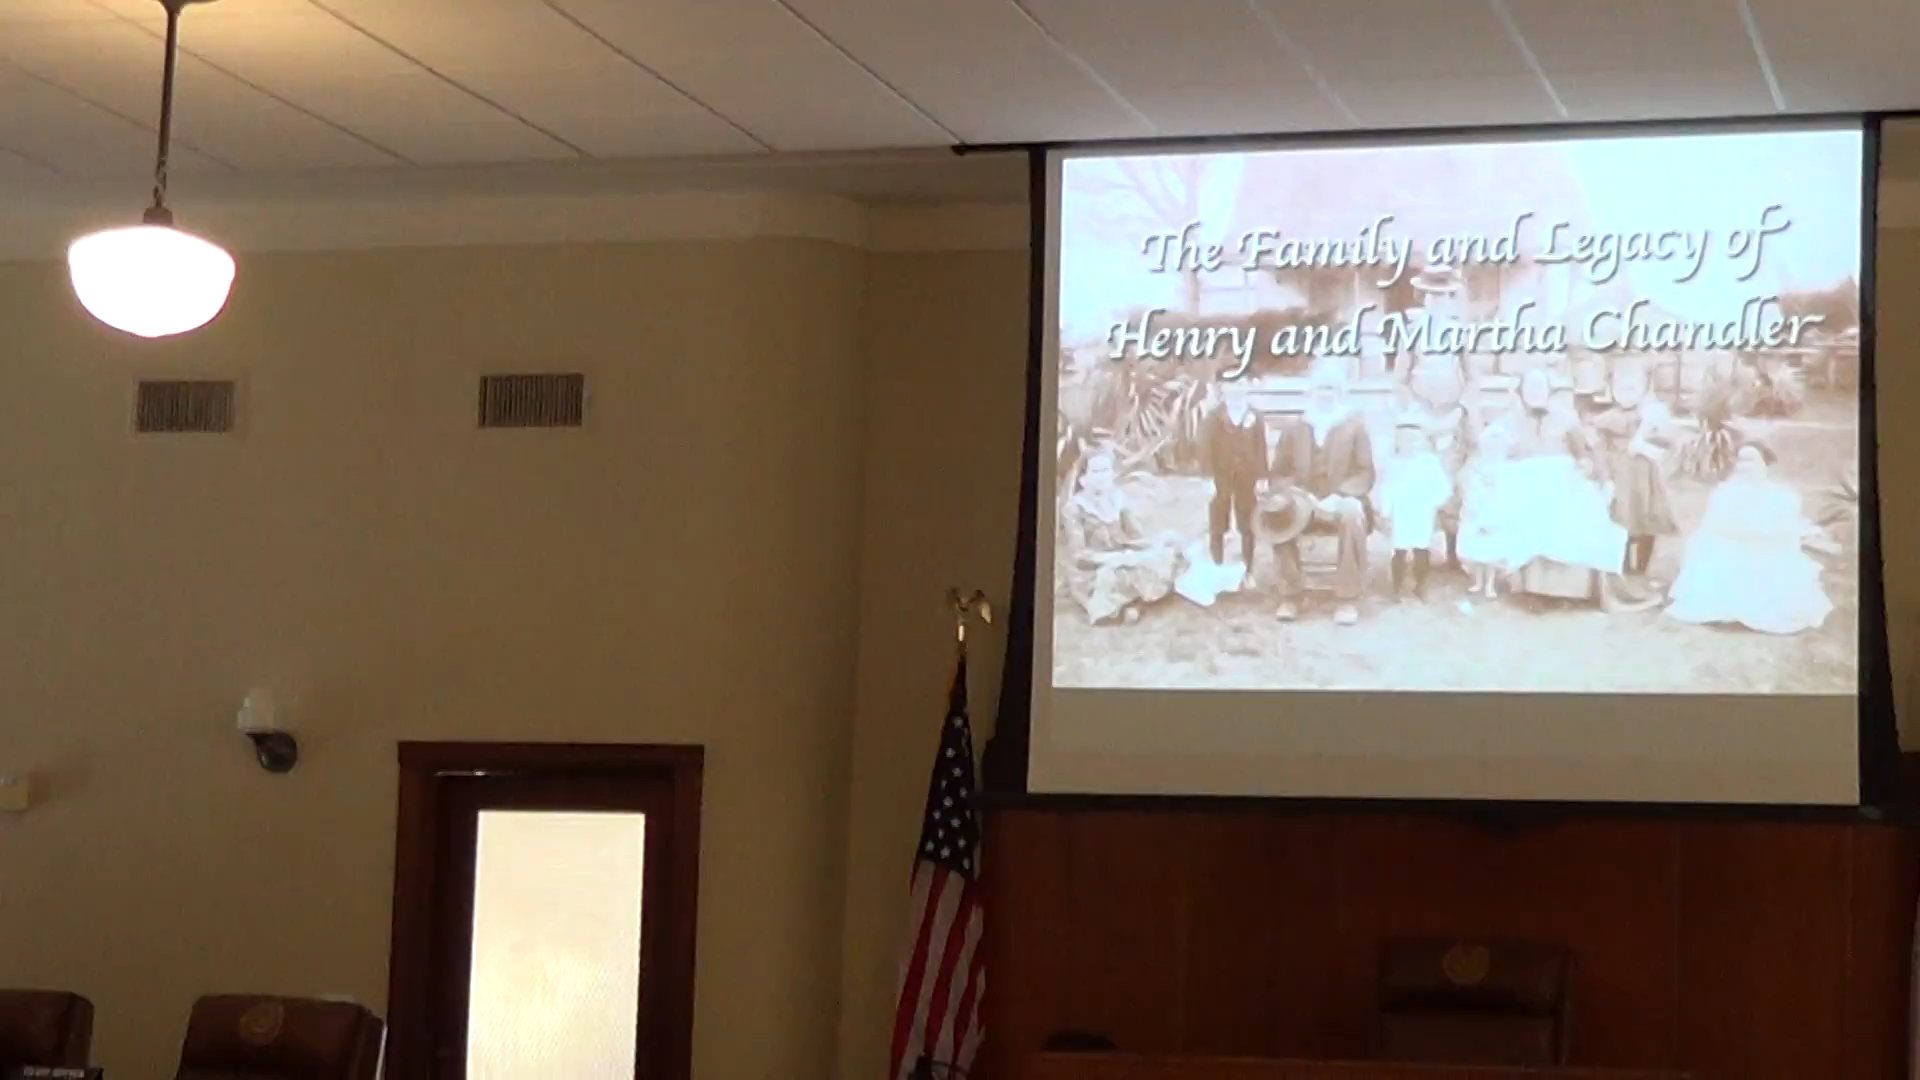 The Family and Legacy of
Henry and Martha Chandler